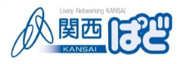 Lively Networking KANSAI
関西 ぱど
KANSAI